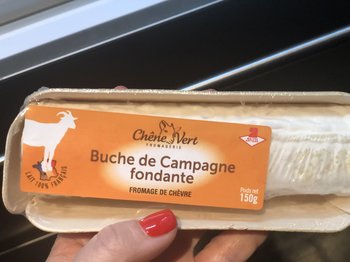 Chêne Vert
FROMAGERIE
Buche de Campagne
fondante
FROMAGE DE CHÈVRE
Poids net
150g
LAIT 100% FRANÇAIS